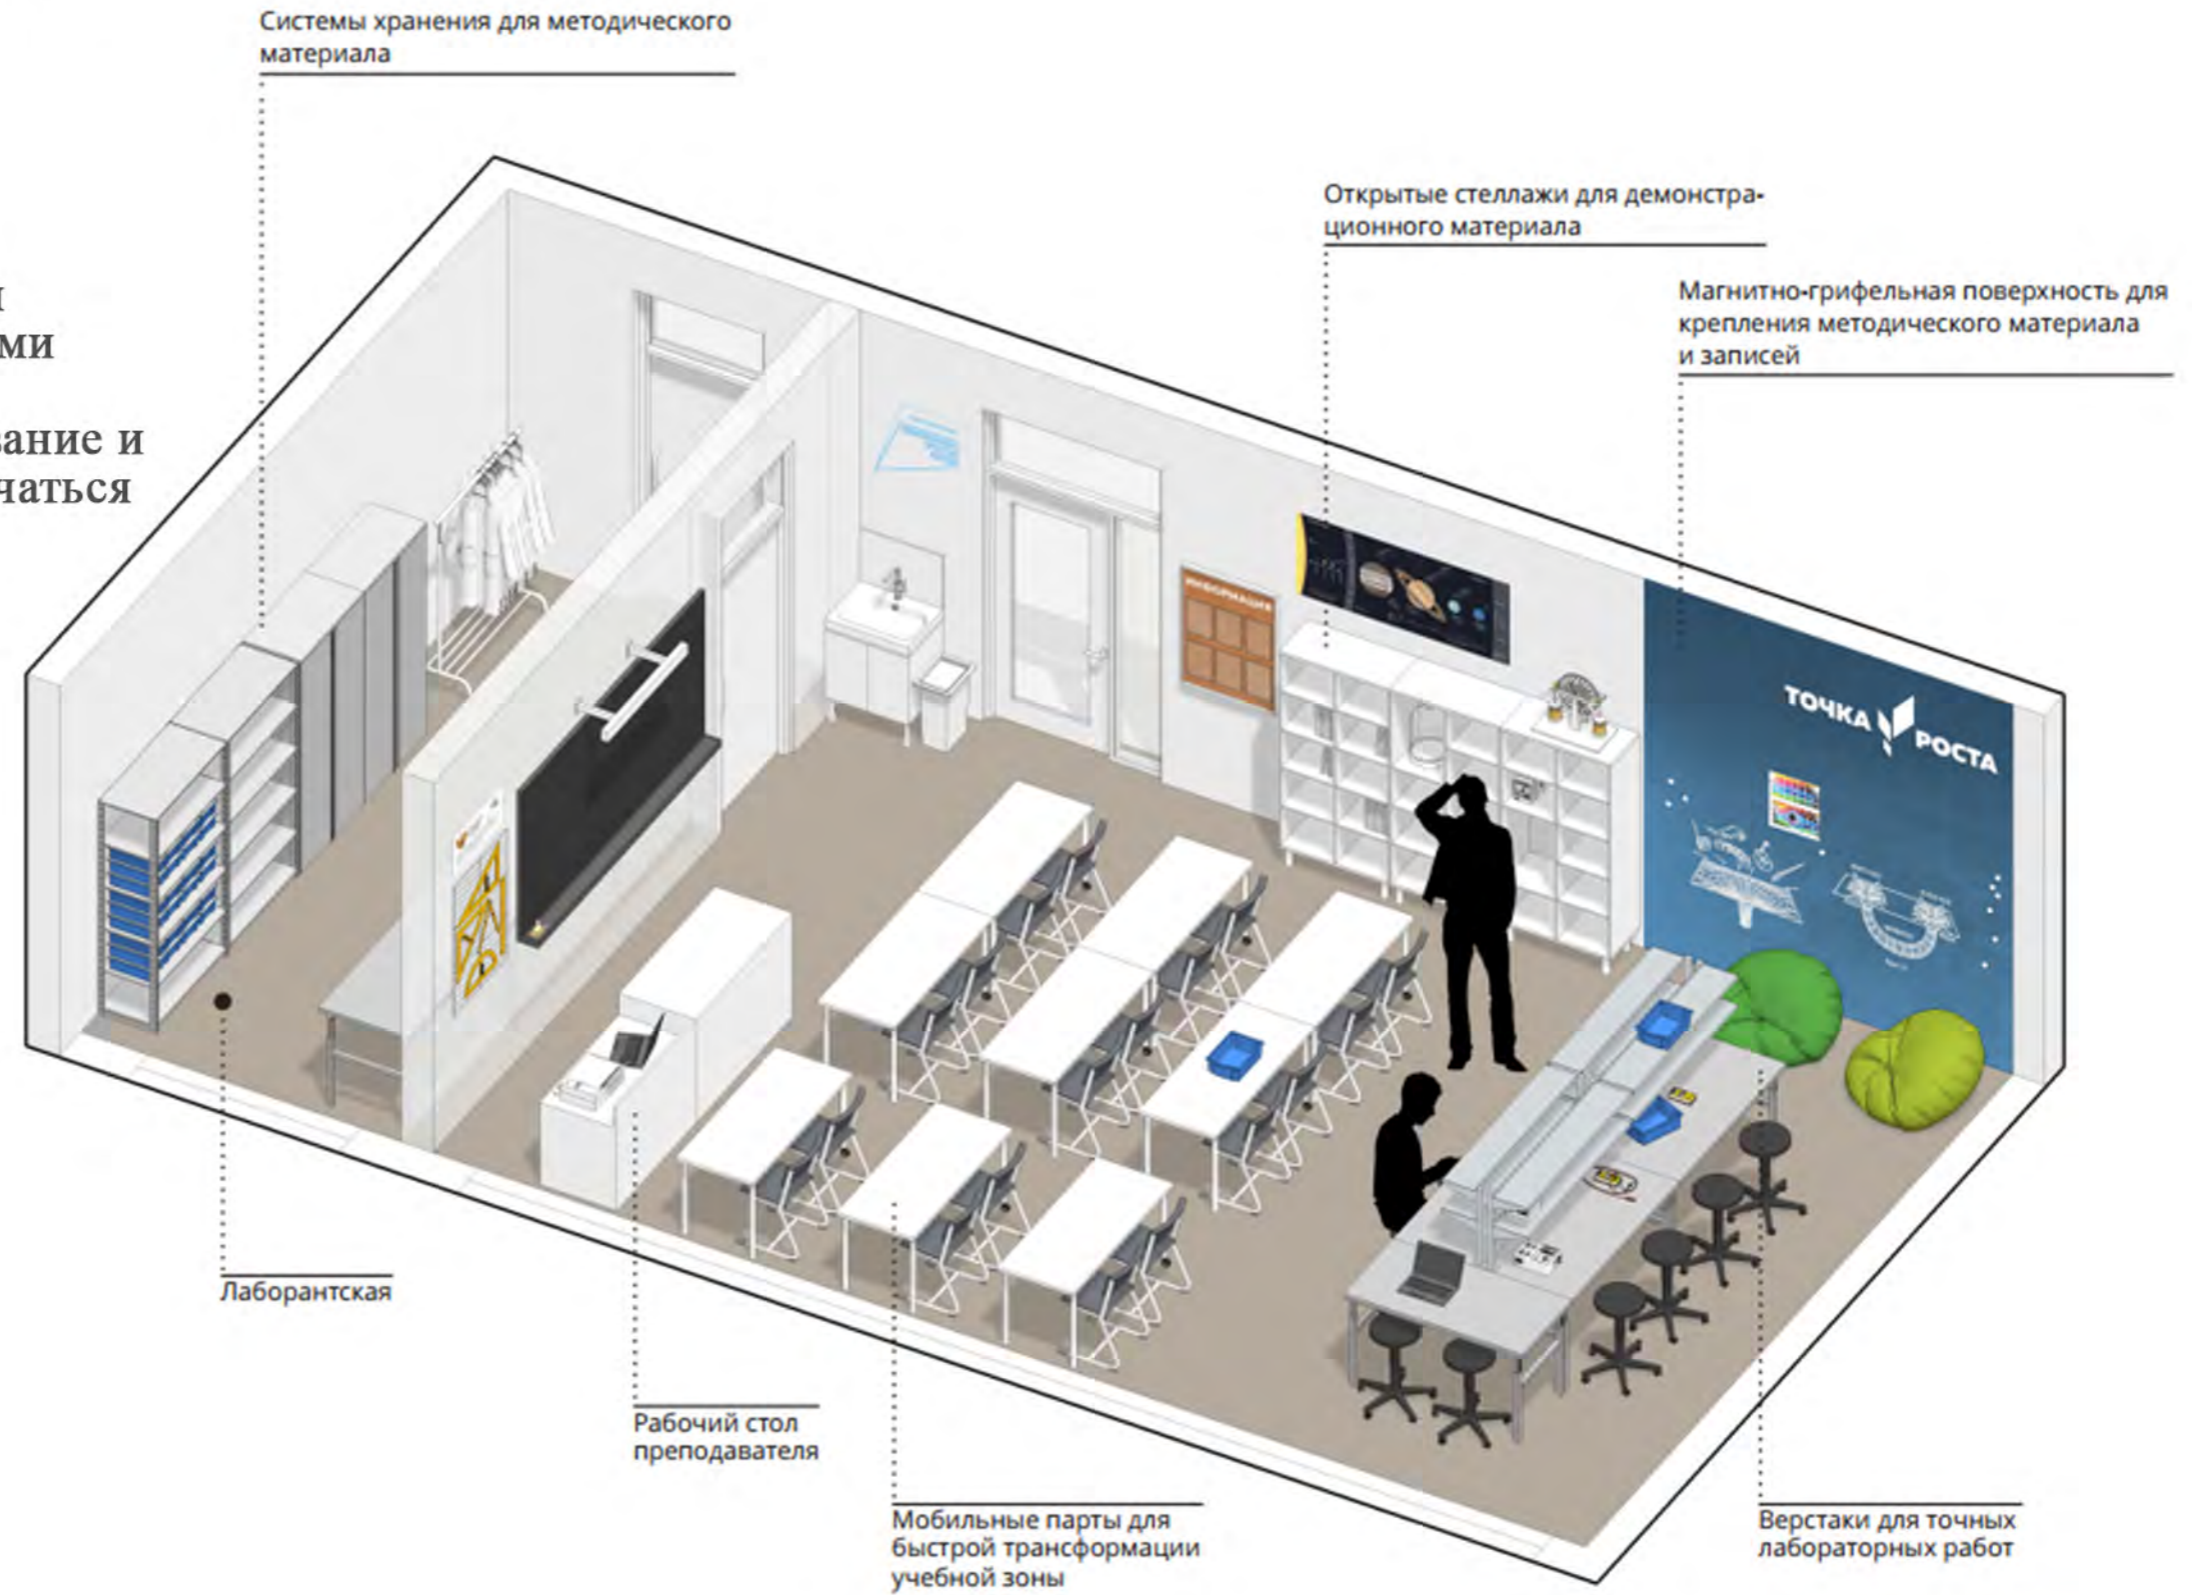 Системы хранения для методического
материала
Открытые стеллажи для демонстра-
ционного материала
Магнитно-грифельная поверхность для
крепления методического материала
и записей
ми
ание и
чаться
ИНФОРМАЦИЯ
ТОЧКА РОСТА
Лаборантская
Рабочий стол
преподавателя
Мобильные парты для
быстрой трансформации
учебной зоны
Верстаки для точных
лабораторных работ